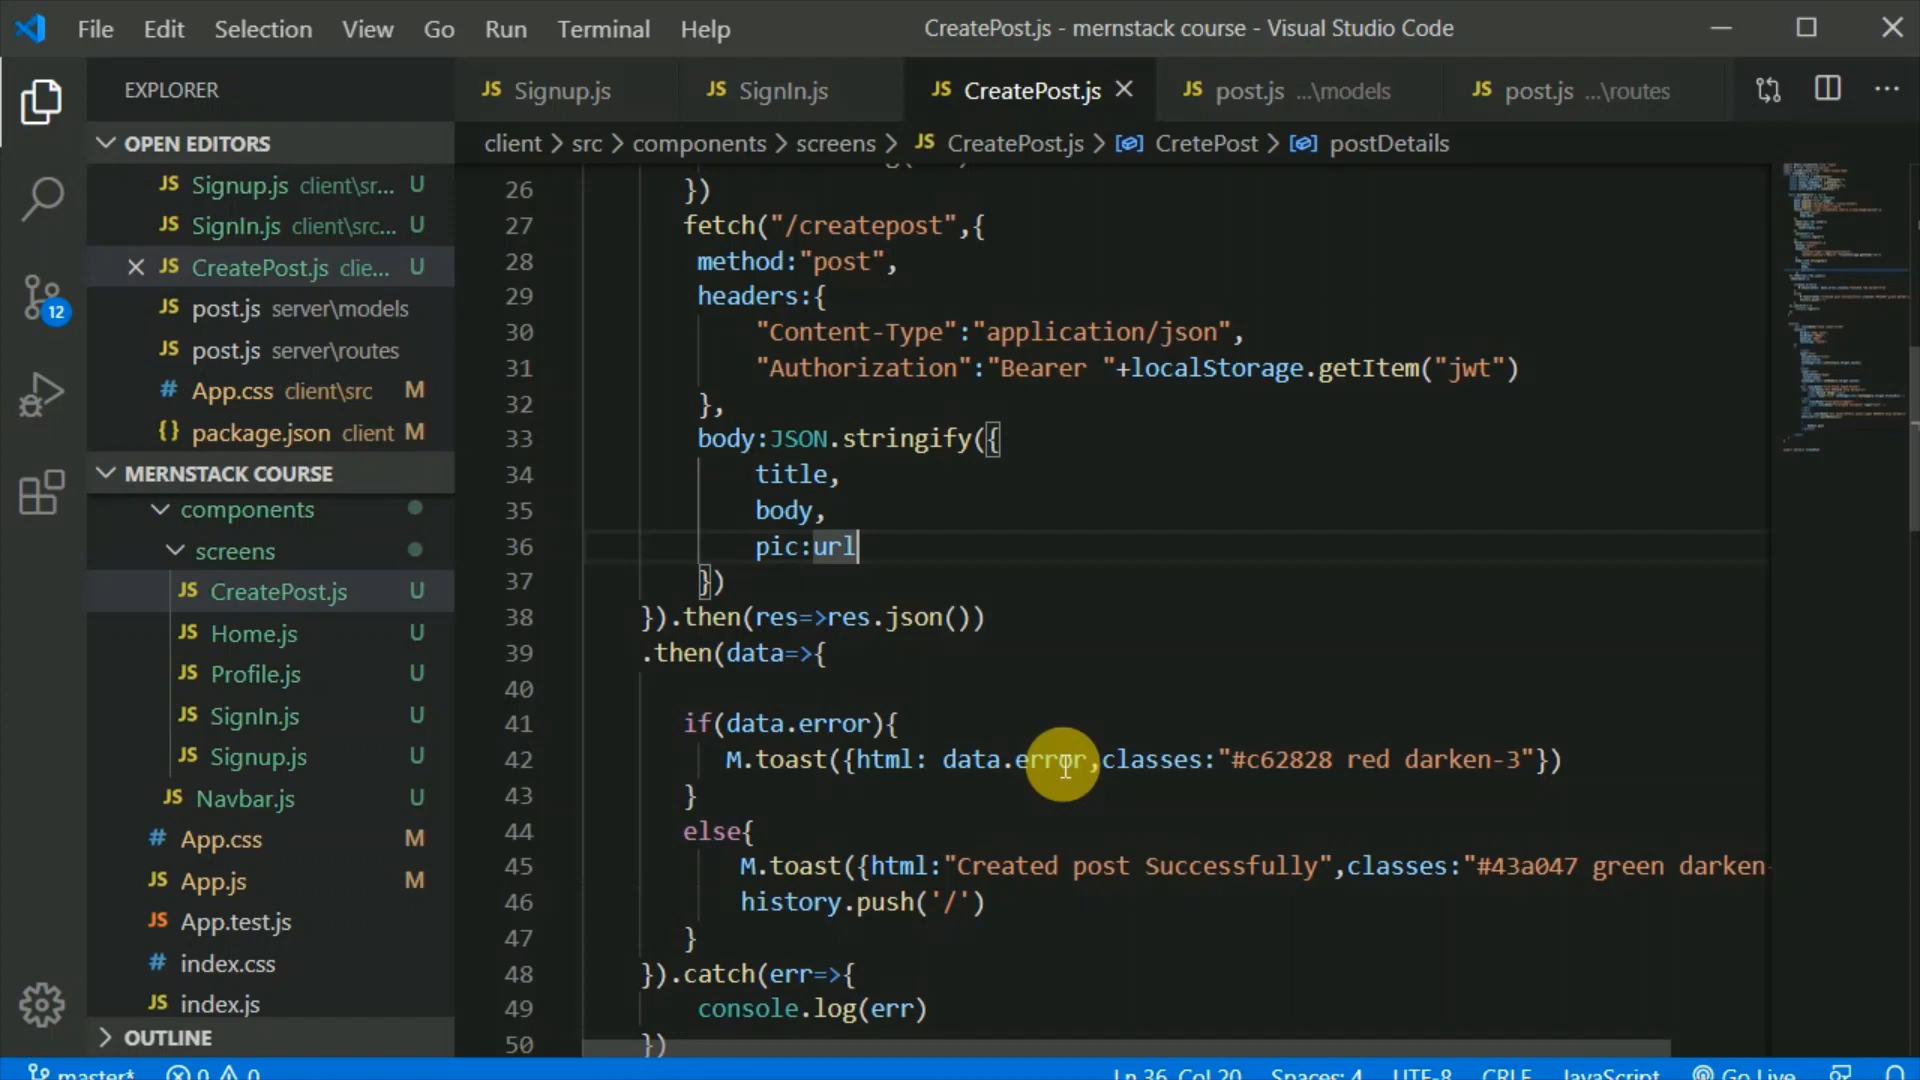 File Edit Selection View Go Run Terminal Help CreatePost.js - mernstack course - Visual Studio Code
EXPLORER
JS Signup.js JS SignIn.js JS CreatePost.js JS post.js ...\models JS post.js ...\routes
OPEN EDITORS
JS Signup.js client\sr... U
JS SignIn.js client\src... U
JS CreatePost.js clie... U
JS post.js server\models
JS post.js server\routes
# App.css client\src M
{} package.json client M
MERNSTACK COURSE
components
screens
JS CreatePost.js U
JS Home.js U
JS Profile.js U
JS SignIn.js U
JS Signup.js U
JS Navbar.js U
# App.css M
JS App.js M
JS App.test.js
# index.css
JS index.js
OUTLINE
12
client > src > components > screens > JS CreatePost.js > CretePost > postDetails
26 })
27 fetch("/createpost",{
28 method:"post",
29 headers:{
30 "Content-Type":"application/json",
31 "Authorization":"Bearer "+localStorage.getItem("jwt")
32 },
33 body:JSON.stringify({
34 title,
35 body,
36 pic:url
37 })
38 }).then(res=>res.json())
39 .then(data=>{
40
41 if(data.error){
42 M.toast({html: data.error,classes:"#c62828 red darken-3"})
43 }
44 else{
45 M.toast({html:"Created post Successfully",classes:"#43a047 green darken-
46 history.push('/')
47 }
48 }).catch(err=>{
49 console.log(err)
50 })
master* 0 0 Ln 36, Col 20 Spaces: 4 UTF-8 CRLF JavaScript Go Live